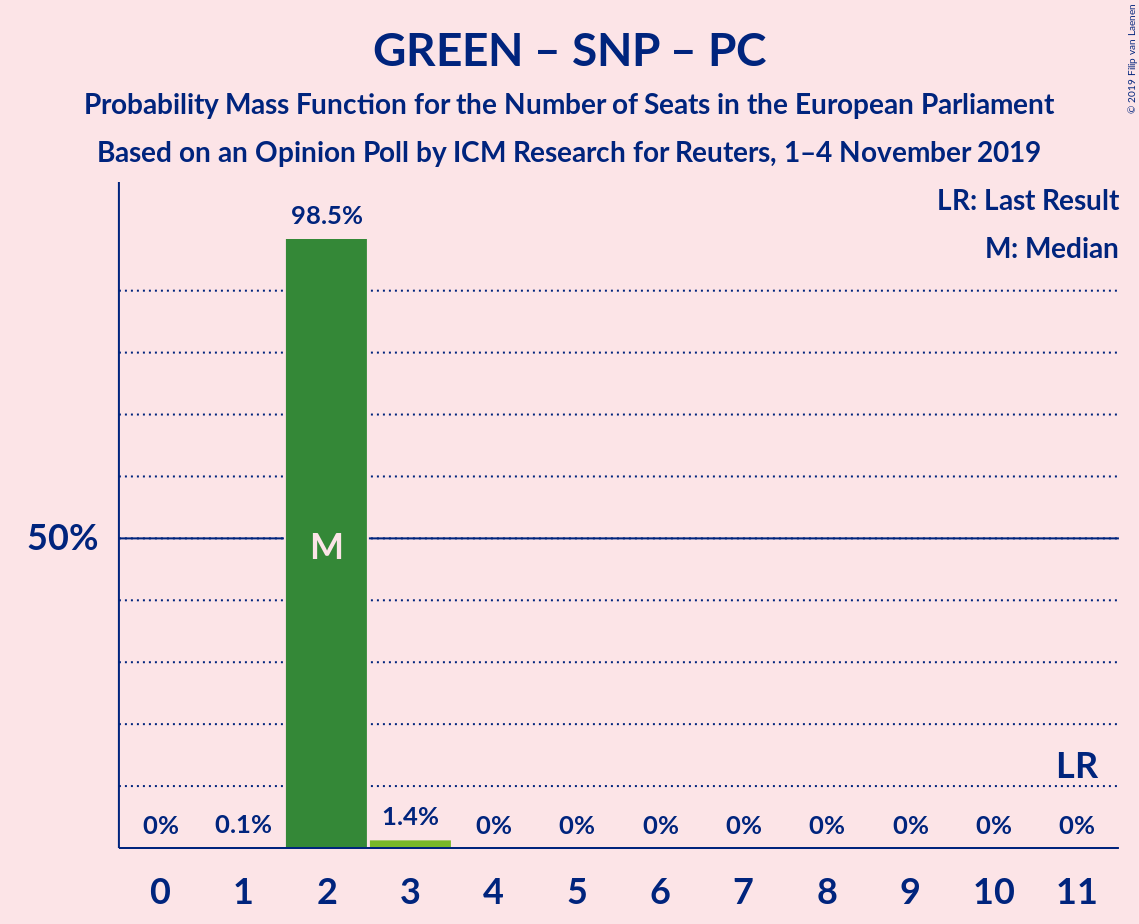 GREEN – SNP – PC
Probability Mass Function for the Number of Seats in the European Parliament
Based on an Opinion Poll by ICM Research for Reuters, 1–4 November 2019
© 2019 Filip van Laenen
LR: Last Result
M: Median
98.5%
50%
M
LR
0% 0.1% 1.4% 0% 0% 0% 0% 0% 0% 0% 0%
0 1 2 3 4 5 6 7 8 9 10 11